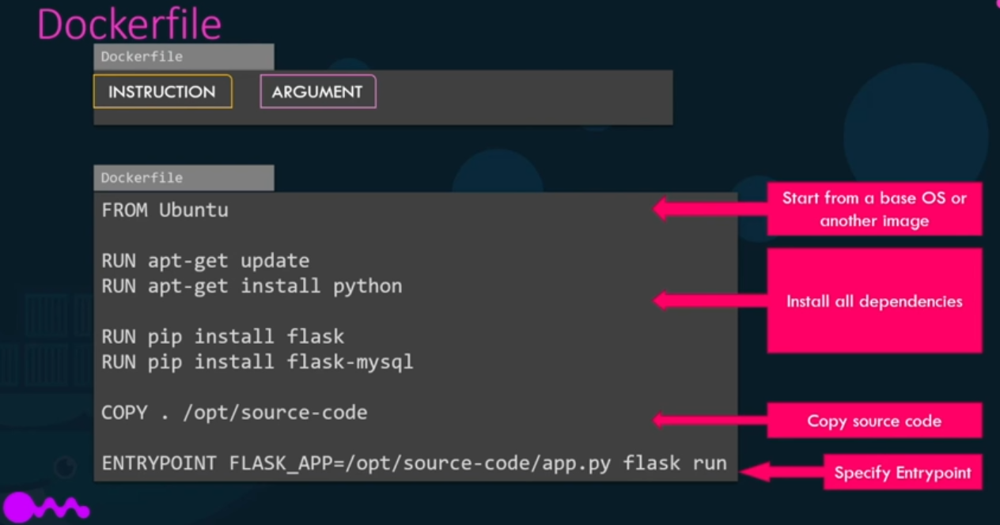 Dockerfile
Dockerfile
INSTRUCTION ARGUMENT
Dockerfile
FROM Ubuntu
Start from a base OS or
another image
RUN apt-get update
RUN apt-get install python
Install all dependencies
RUN pip install flask
RUN pip install flask-mysql
COPY . /opt/source-code
Copy source code
ENTRYPOINT FLASK_APP=/opt/source-code/app.py flask run
Specify Entrypoint